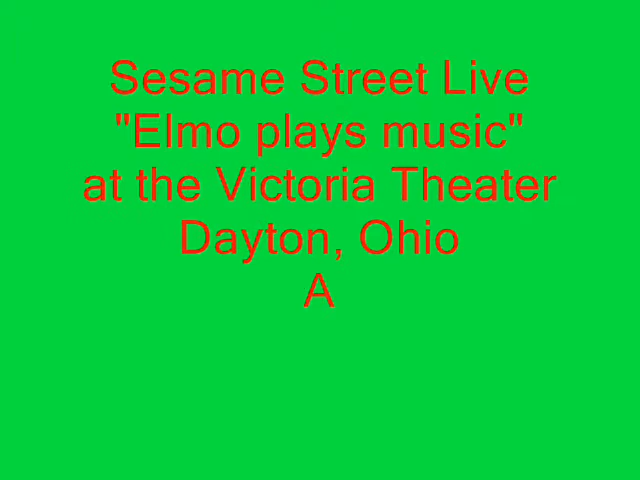 Sesame Street Live
"Elmo plays music"
at the Victoria Theater
Dayton, Ohio
A